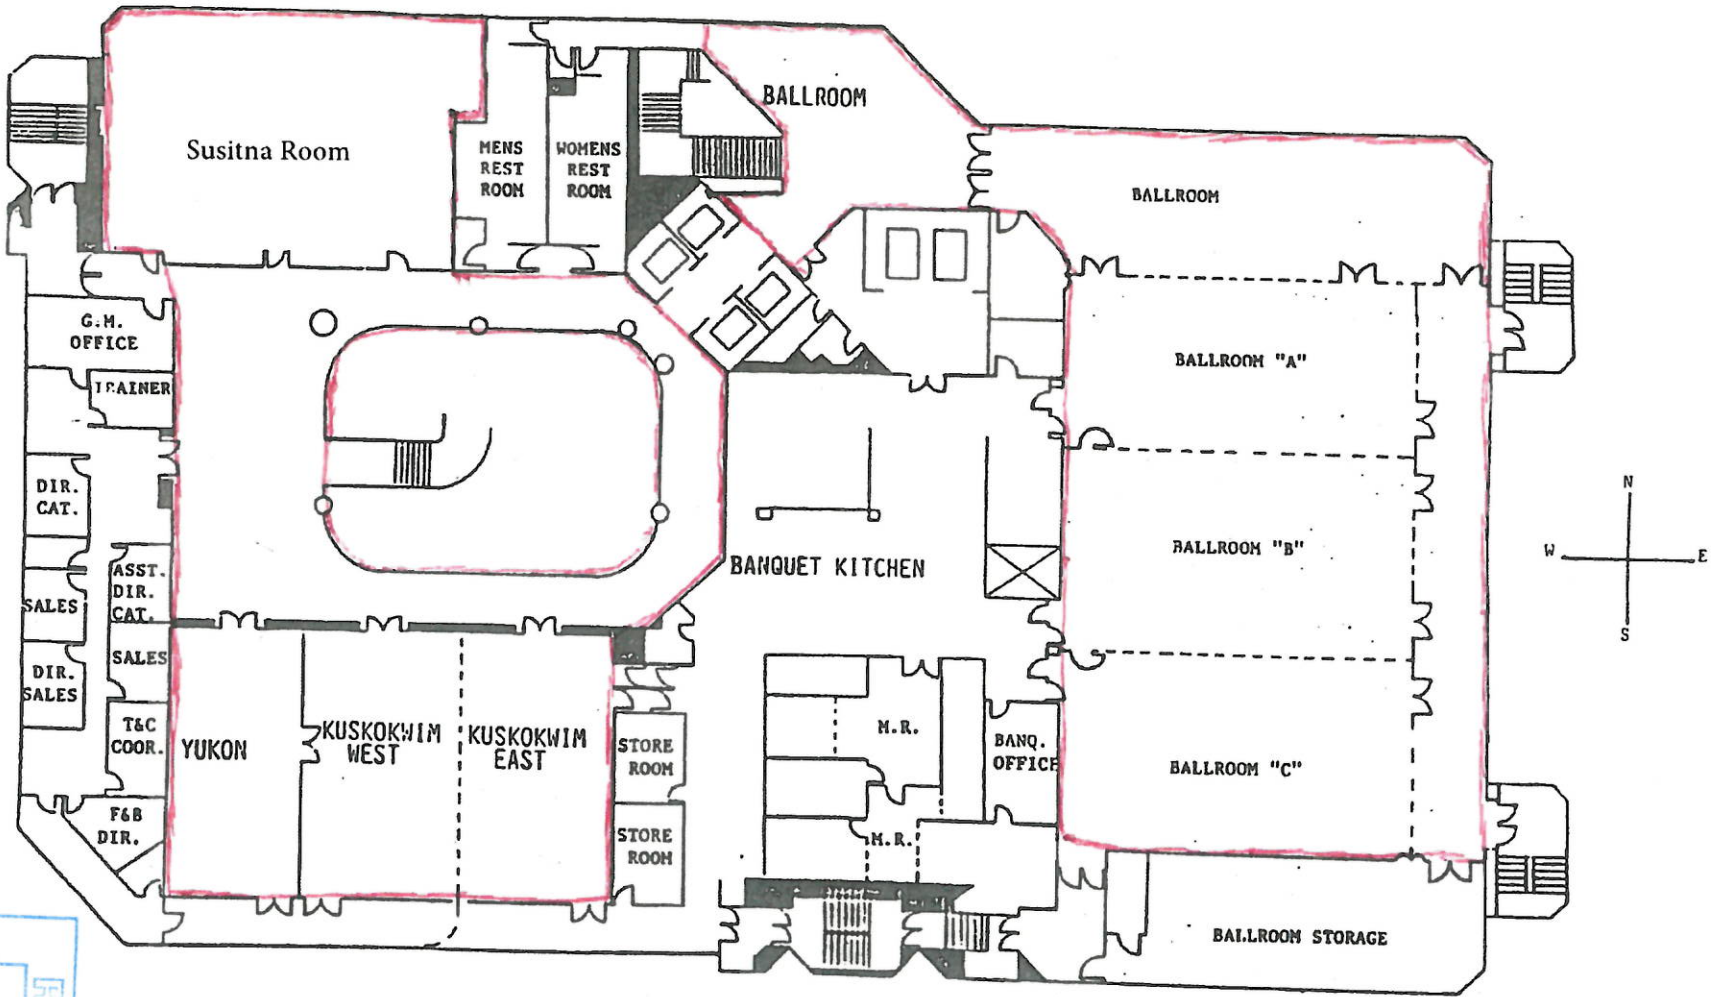 BALLROOM
Susitna Room
MENS
REST
ROOM
WOMENS
REST
ROOM
BALLROOM
G.M.
OFFICE
TRAINER
BALLROOM "A"
DIR.
CAT.
N
W
E
S
BALLROOM "B"
BANQUET KITCHEN
ASST.
DIR.
CAT.
SALES
SALES
DIR.
SALES
T&C
COOR.
YUKON
KUSKOKWIM
WEST
KUSKOKWIM
EAST
STORE
ROOM
M.R.
BANQ.
OFFICE
BALLROOM "C"
F&B
DIR.
STORE
ROOM
M.R.
BALLROOM STORAGE